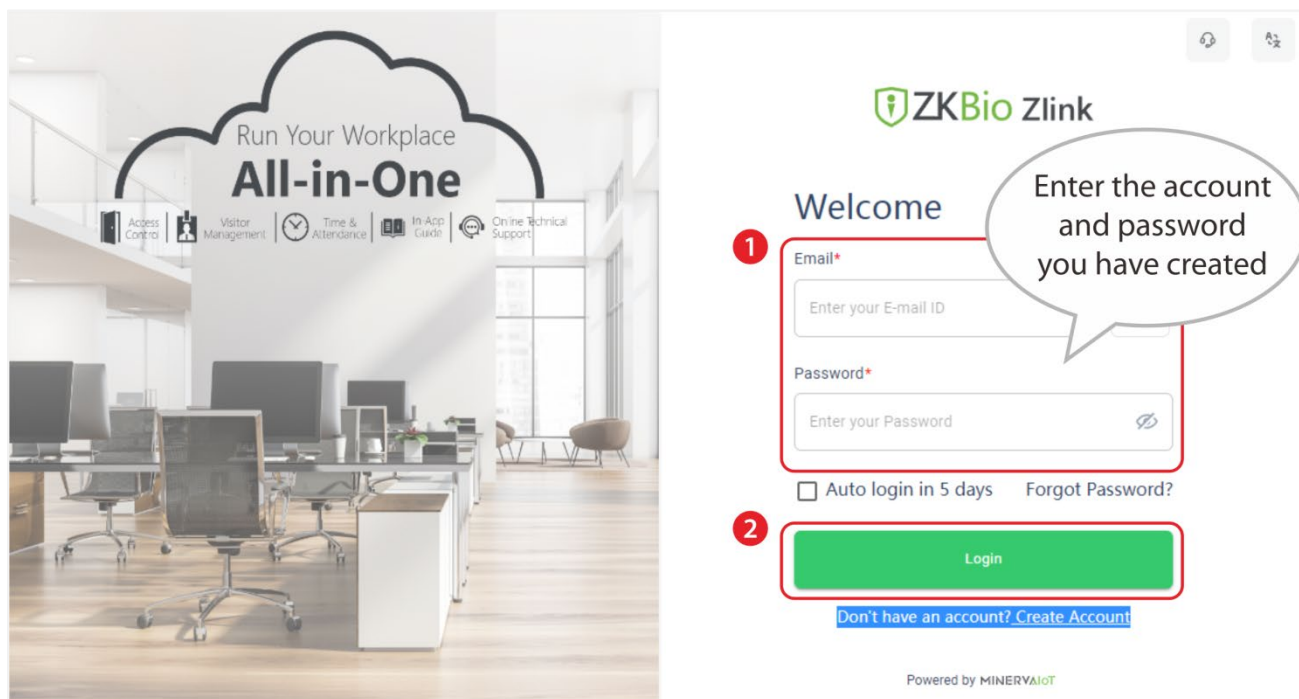 Run Your Workplace
All-in-One
Access Control
Visitor Management
Time & Attendance
In-App Guide
Online Technical Support
ZKBio Zlink
Welcome
Enter the account
and password
you have created
1
Email*
Enter your E-mail ID
Password*
Enter your Password
Auto login in 5 days
Forgot Password?
2
Login
Don't have an account? Create Account
Powered by MINERVAIoT